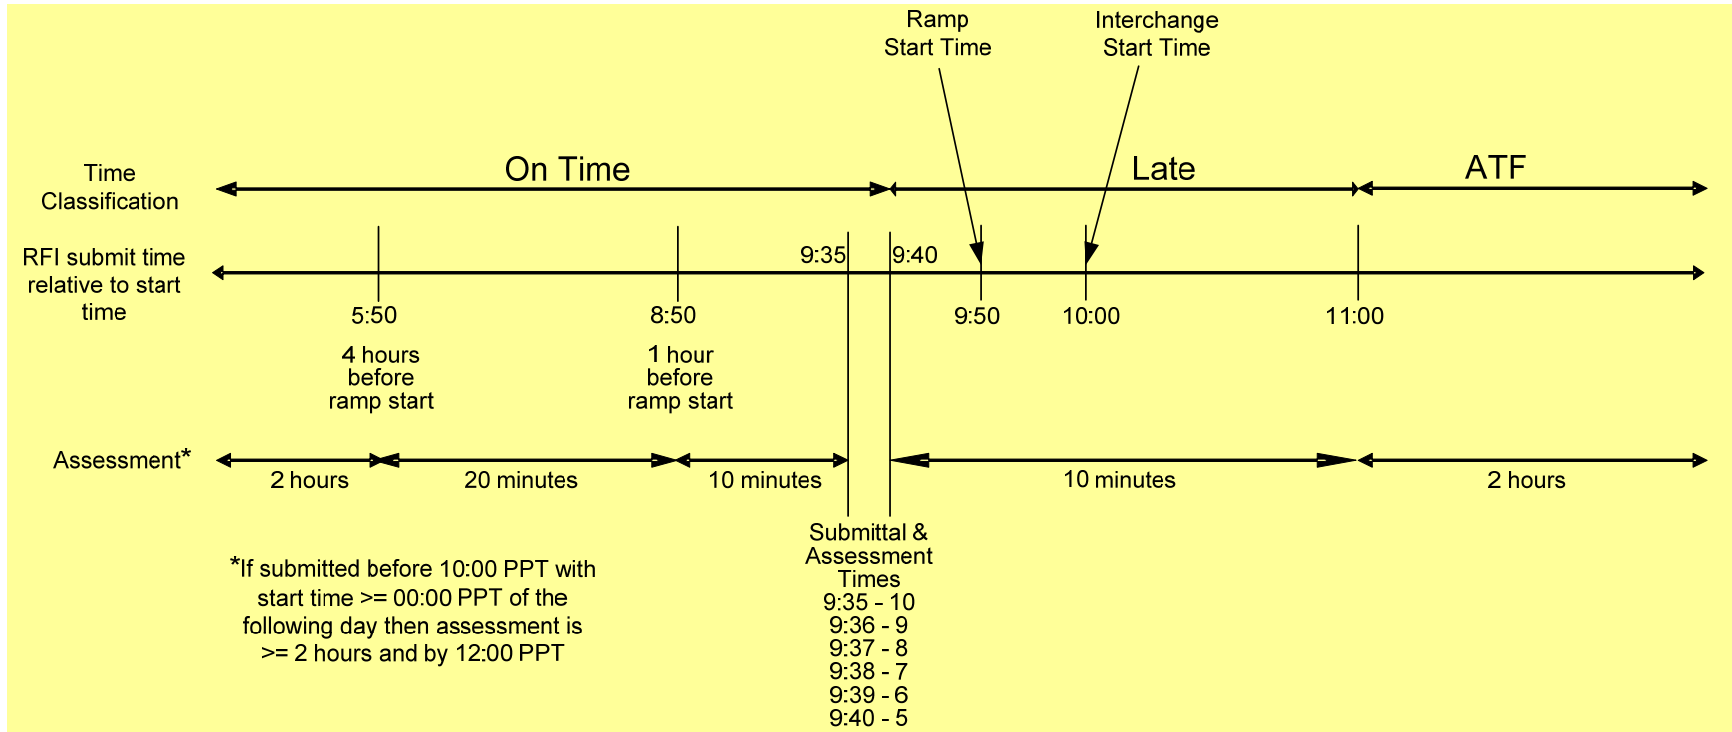 Ramp
Start Time
Interchange
Start Time
Time
Classification
On Time
Late
ATF
RFI submit time
relative to start
time
9:35
9:40
5:50
8:50
9:50
10:00
11:00
4 hours
before
ramp start
1 hour
before
ramp start
Assessment*
2 hours
20 minutes
10 minutes
10 minutes
2 hours
Submittal &
Assessment
Times
9:35 - 10
9:36 - 9
9:37 - 8
9:38 - 7
9:39 - 6
9:40 - 5
*If submitted before 10:00 PPT with
start time >= 00:00 PPT of the
following day then assessment is
>= 2 hours and by 12:00 PPT